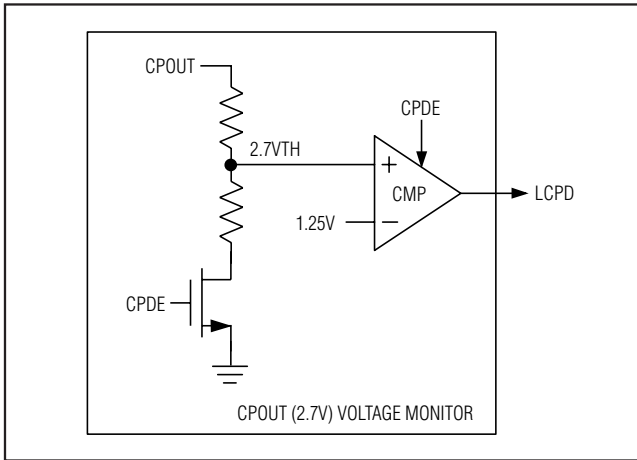 CPOUT
CPDE
2.7VTH
+
CMP
LCPD
1.25V
−
CPDE
CPOUT (2.7V) VOLTAGE MONITOR